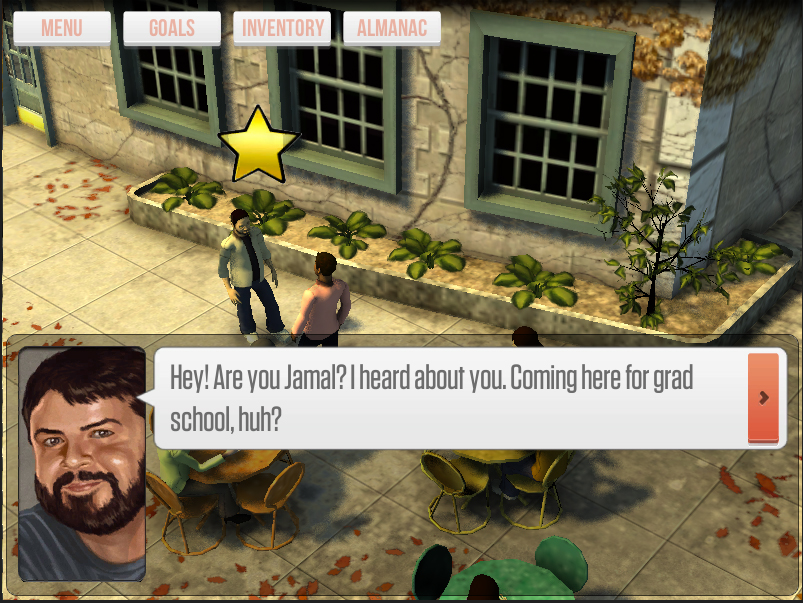 MENU GOALS INVENTORY ALMANAC
Hey! Are you Jamal? I heard about you. Coming here for grad
school, huh?